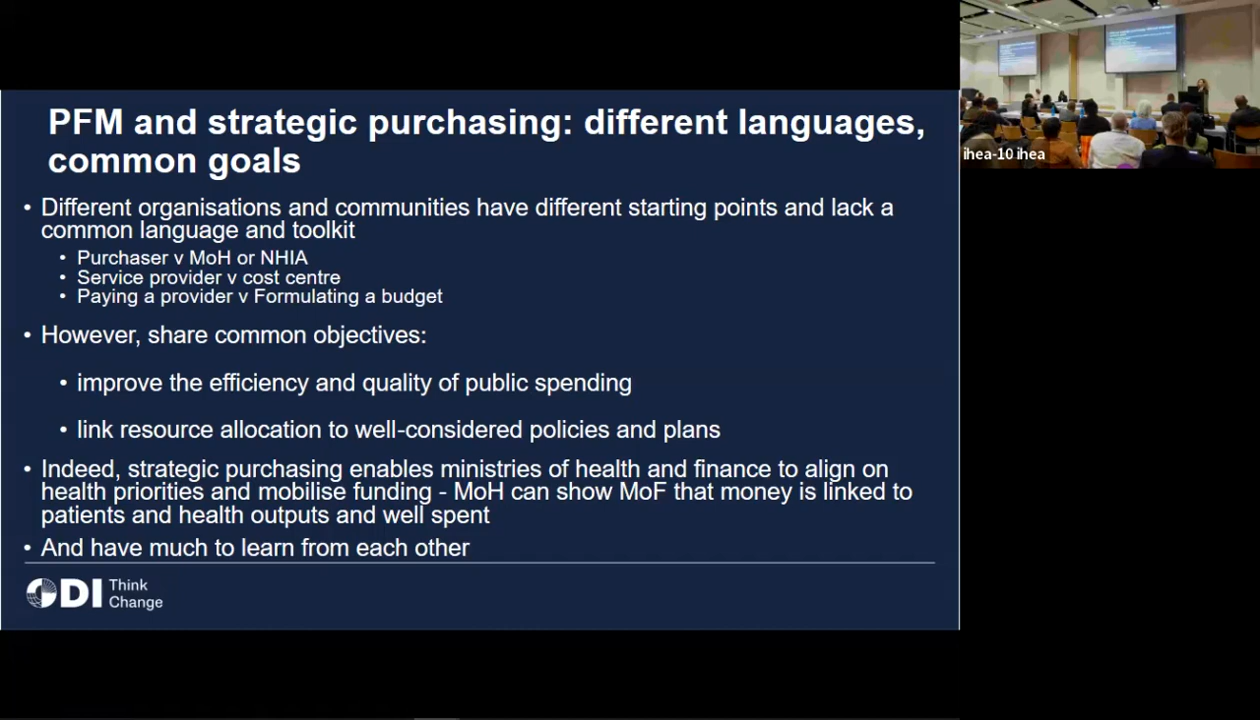 PFM and strategic purchasing: different languages,
common goals
• Different organisations and communities have different starting points and lack a
common language and toolkit
• Purchaser v MoH or NHIA
• Service provider v cost centre
• Paying a provider v Formulating a budget
• However, share common objectives:
• improve the efficiency and quality of public spending
• link resource allocation to well-considered policies and plans
• Indeed, strategic purchasing enables ministries of health and finance to align on
health priorities and mobilise funding - MoH can show MoF that money is linked to
patients and health outputs and well spent
• And have much to learn from each other
ODI Think
Change
ihea-10 ihea